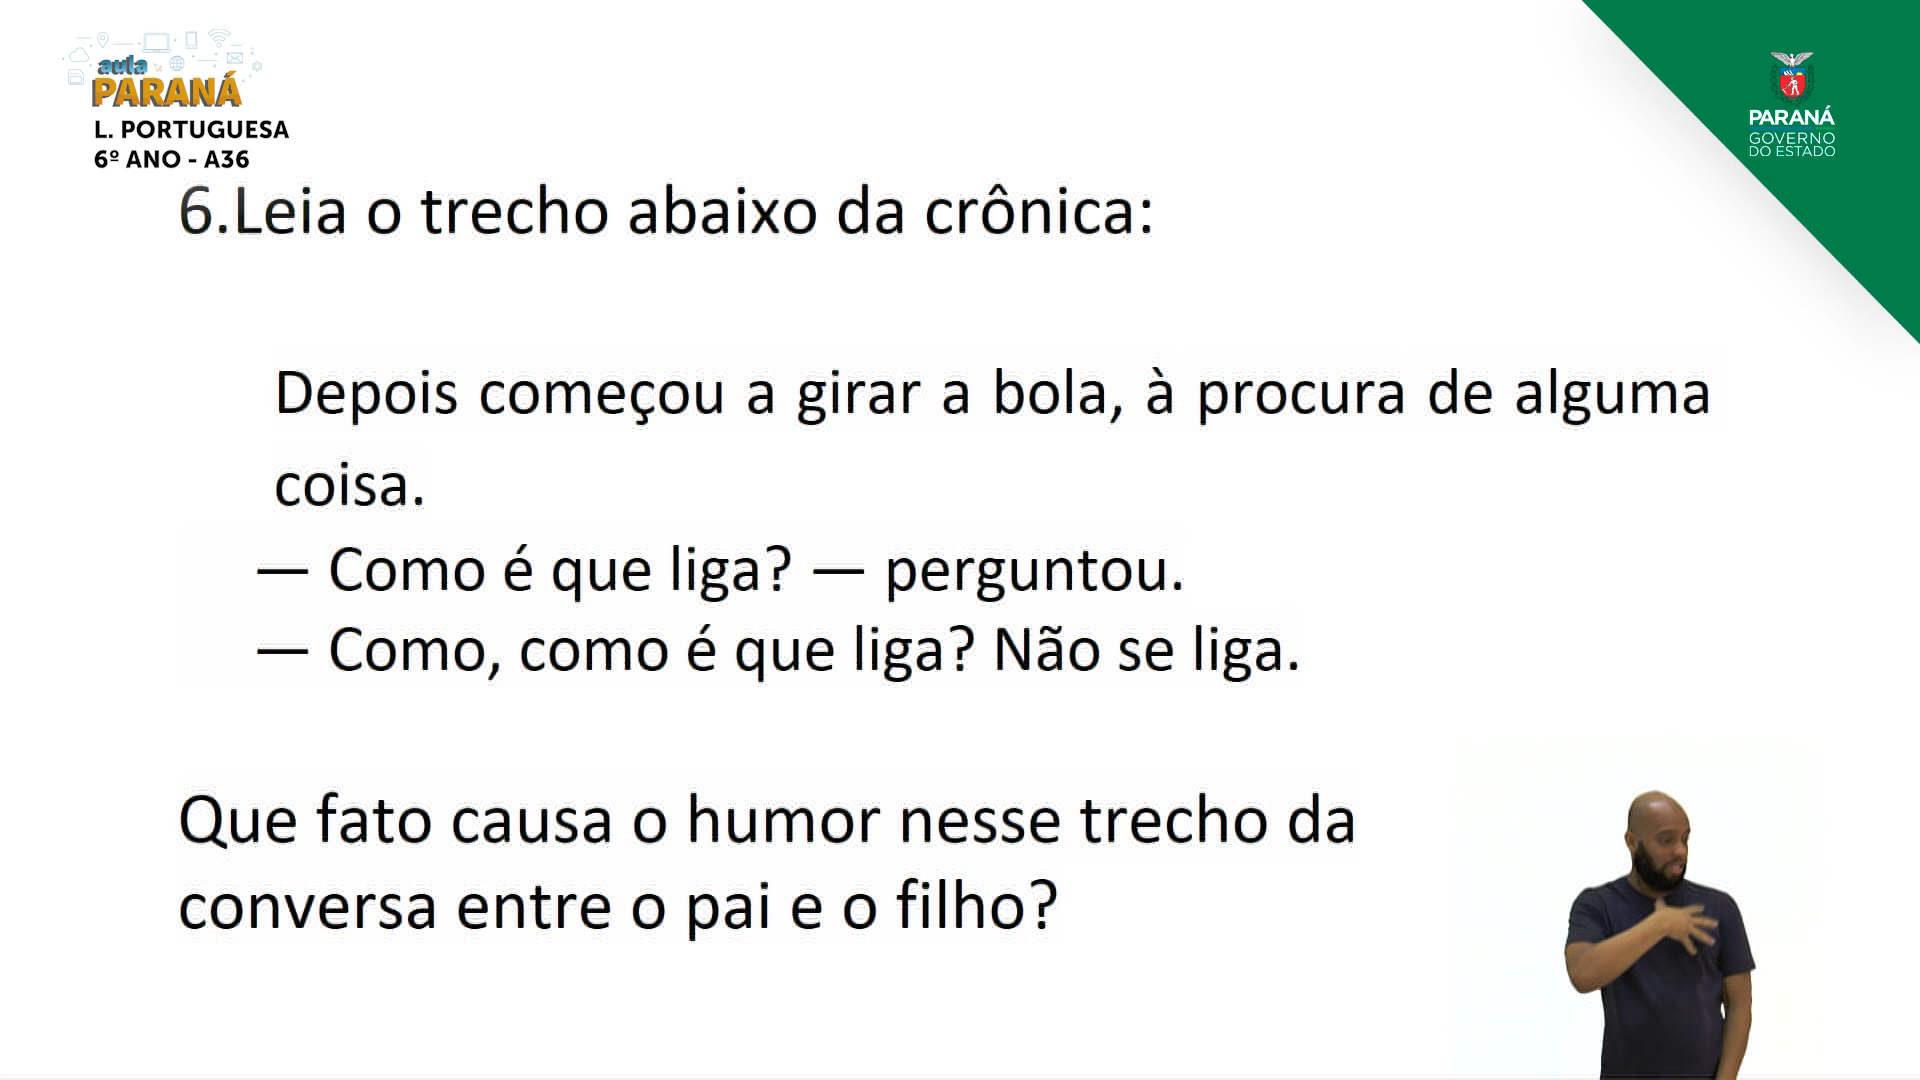 aula
PARANÁ
L. PORTUGUESA
6º ANO - A36
PARANÁ
GOVERNO
DO ESTADO
6.Leia o trecho abaixo da crônica:
Depois começou a girar a bola, à procura de alguma
coisa.
— Como é que liga? — perguntou.
— Como, como é que liga? Não se liga.
Que fato causa o humor nesse trecho da
conversa entre o pai e o filho?